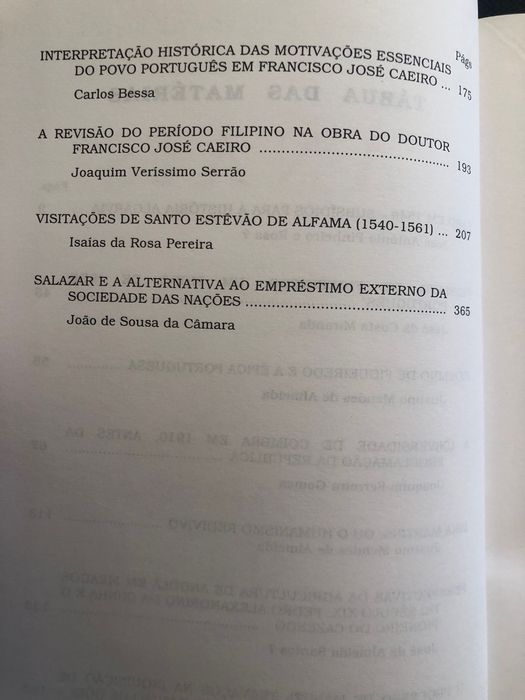 Págs
INTERPRETAÇÃO HISTÓRICA DAS MOTIVAÇÕES ESSENCIAIS
DO POVO PORTUGUÊS EM FRANCISCO JOSÉ CAEIRO ... 175
Carlos Bessa
A REVISÃO DO PERÍODO FILIPINO NA OBRA DO DOUTOR
FRANCISCO JOSÉ CAEIRO ........................................ 193
Joaquim Veríssimo Serrão
VISITAÇÕES DE SANTO ESTÊVÃO DE ALFAMA (1540-1561) ... 207
Isaías da Rosa Pereira
SALAZAR E A ALTERNATIVA AO EMPRÉSTIMO EXTERNO DA
SOCIEDADE DAS NAÇÕES ........................................... 365
João de Sousa da Câmara